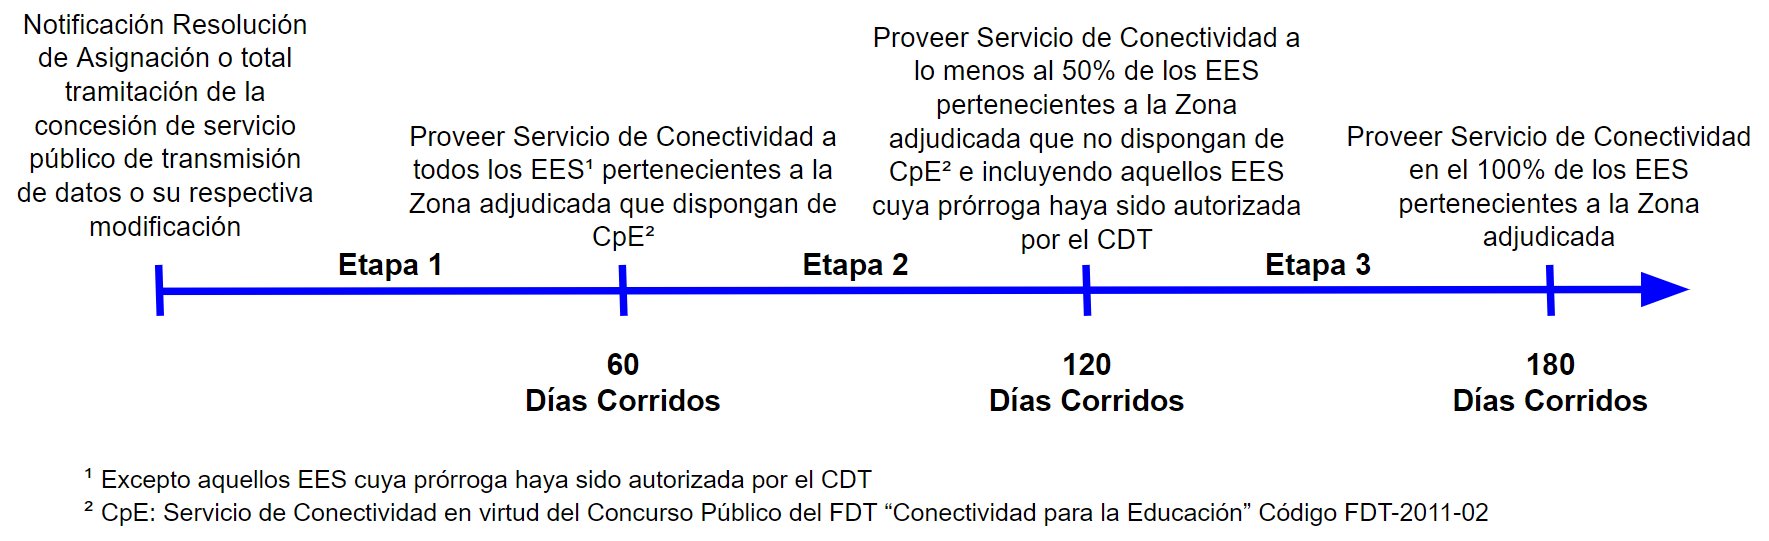 Notificación Resolución
de Asignación o total
tramitación de la
concesión de servicio
público de transmisión
de datos o su respectiva
modificación
Proveer Servicio de Conectividad a
todos los EES¹ pertenecientes a la
Zona adjudicada que dispongan de
CpE²
Proveer Servicio de Conectividad a
lo menos al 50% de los EES
pertenecientes a la Zona
adjudicada que no dispongan de
CpE² e incluyendo aquellos EES
cuya prórroga haya sido autorizada
por el CDT
Proveer Servicio de Conectividad
en el 100% de los EES
pertenecientes a la Zona
adjudicada
Etapa 1
Etapa 2
Etapa 3
60
Días Corridos
120
Días Corridos
180
Días Corridos
¹ Excepto aquellos EES cuya prórroga haya sido autorizada por el CDT
² CpE: Servicio de Conectividad en virtud del Concurso Público del FDT “Conectividad para la Educación” Código FDT-2011-02